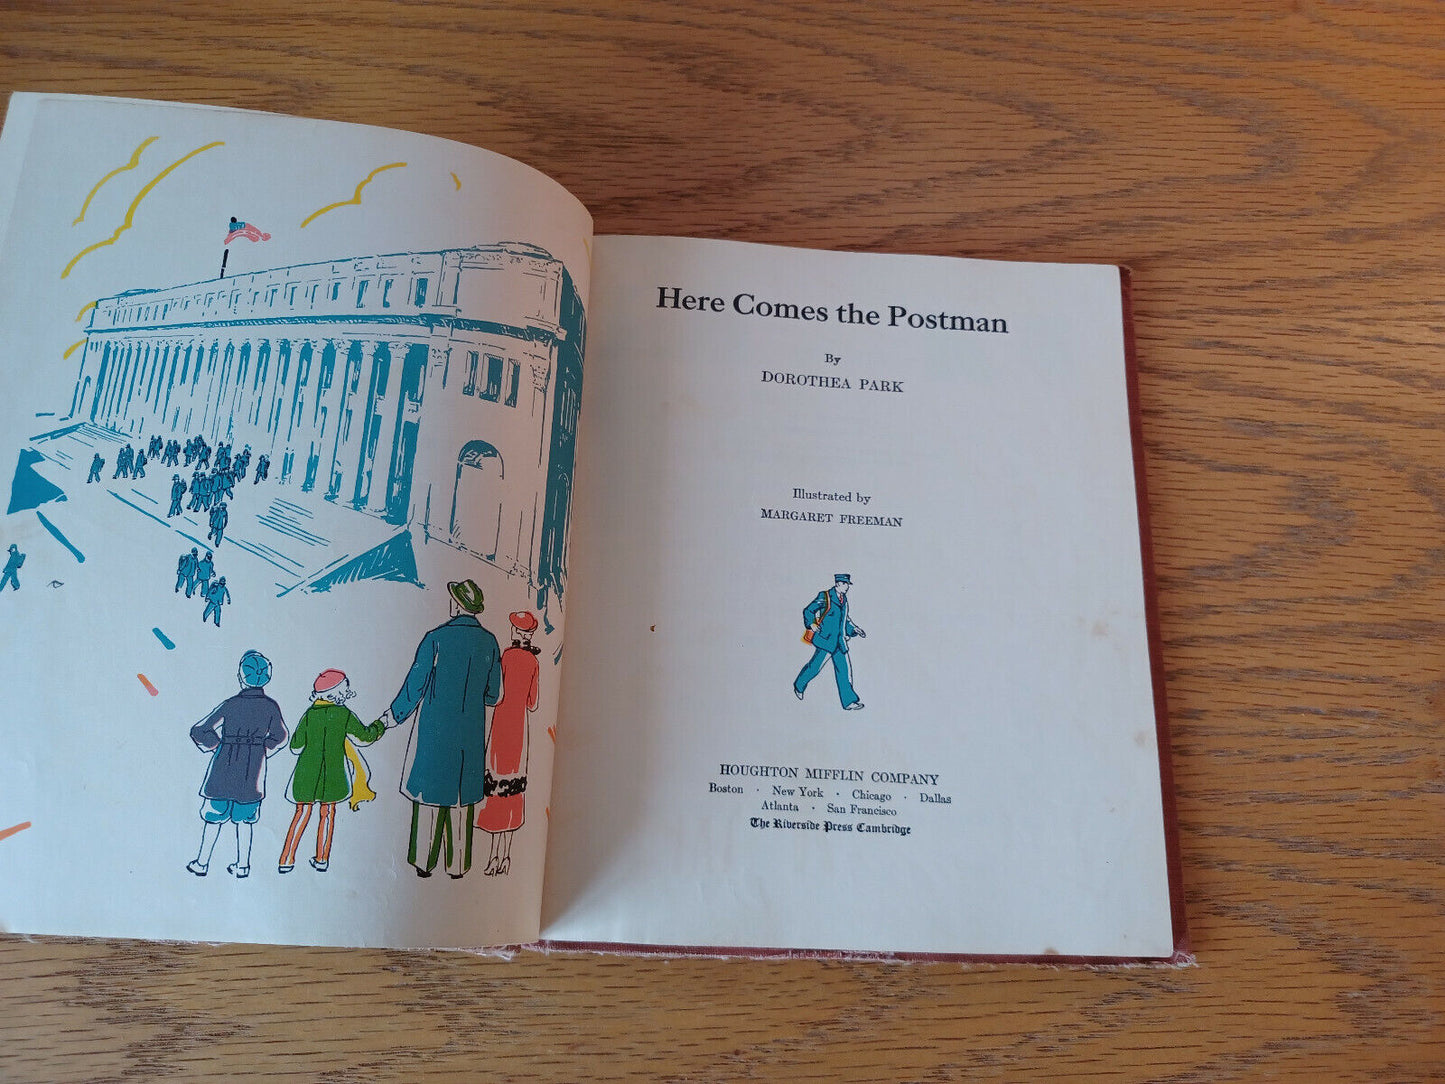 Here Comes the Postman
By
DOROTHEA PARK
Illustrated by
MARGARET FREEMAN
HOUGHTON MIFFLIN COMPANY
Boston · New York · Chicago · Dallas
Atlanta · San Francisco
The Riverside Press Cambridge